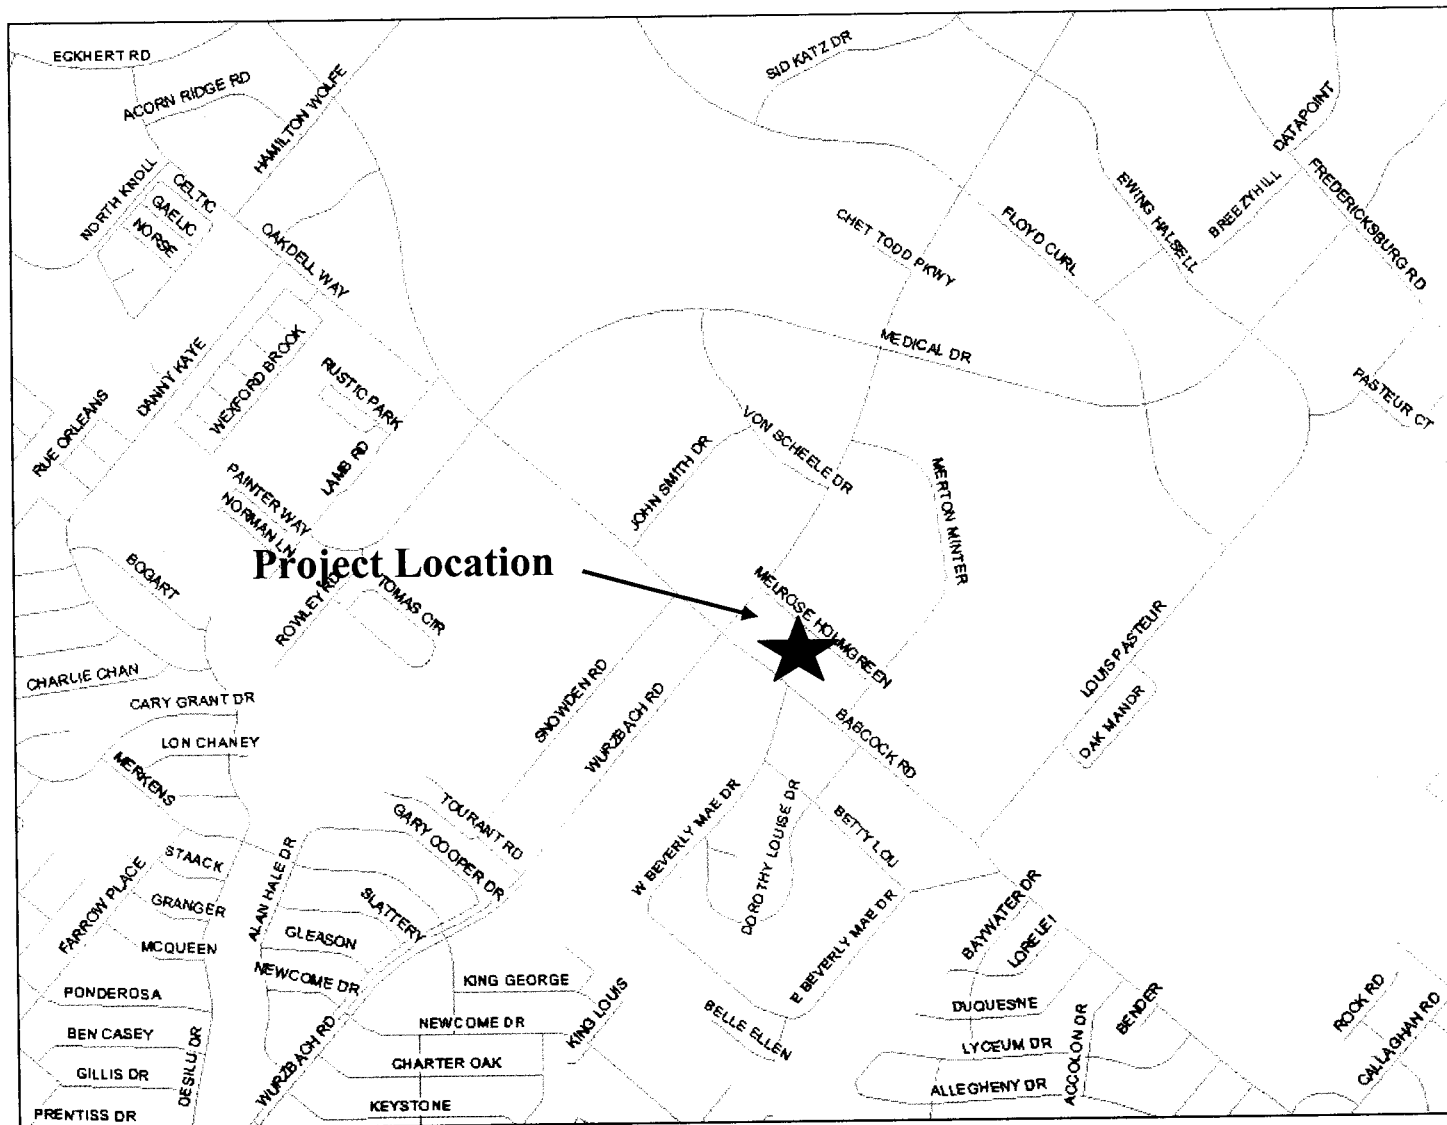 ECKHERT RD
SID KATZ DR
ACORN RIDGE RD
HAMILTON WOLFE
DATAPOINT
NORTH KNOLL
CELTIC
GAELIC
NORSE
EWING HALSELL
BREEZYHILL
FREDERICKSBURG RD
OAKDELL WAY
CHET TODD PKWY
FLOYD CURL
MEDICAL DR
DANNY KAYE
WEXFORD BROOK
RUSTIC PARK
PASTEUR CT
RUE ORLEANS
VON SCHEELE DR
JOHN SMITH DR
LAMB RD
PAINTER WAY
NORMAN LN
MERTON MINTER
Project Location
BOGART
ROWLEY RD
TOMAS CIR
MELROSE HOLMGREEN
LOUIS PASTEUR
CHARLIE CHAN
CARY GRANT DR
SNOWDEN RD
WURZBACH RD
BABCOCK RD
OAK MANDR
LON CHANEY
MERKENS
TOURANT RD
GARY COOPER DR
W BEVERLY MAE DR
DOROTHY LOUISE DR
BETTY LOU
STAACK
FARROW PLACE
GRANGER
ALAN HALE DR
SLATTERY
GLEASON
MCQUEEN
E BEVERLY MAE DR
BAYWATER DR
LORELEI
NEWCOME DR
KING GEORGE
PONDEROSA
KING LOUIS
BELLE ELLEN
DUQUESNE
BENDER
ROCK RD
CALLAGHAN RD
BEN CASEY
DESILU DR
WURZBACH RD
NEWCOME DR
LYCEUM DR
ACCOLON DR
GILLIS DR
CHARTER OAK
ALLEGHENY DR
PRENTISS DR
KEYSTONE